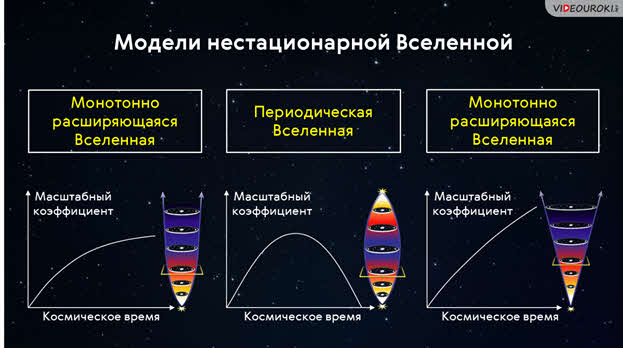 VIDEOUROKI
Модели нестационарной Вселенной
Монотонно
расширяющаяся
Вселенная
Периодическая
Вселенная
Монотонно
расширяющаяся
Вселенная
Масштабный
коэффициент
Космическое время
Масштабный
коэффициент
Космическое время
Масштабный
коэффициент
Космическое время